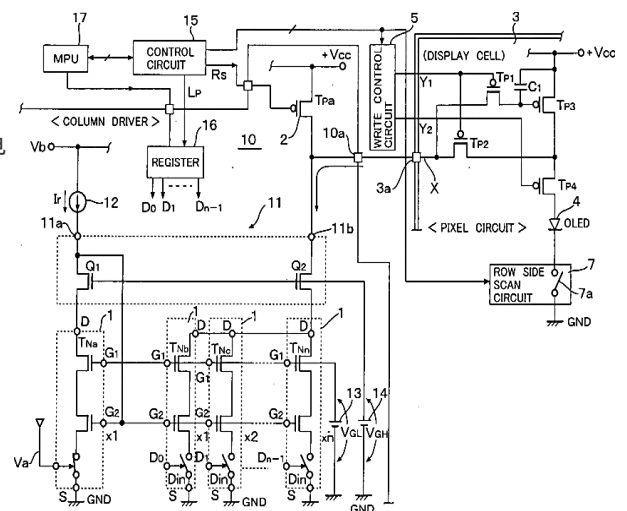 17
15
5
3
MPU
CONTROL CIRCUIT
Rs
LP
+Vcc
(DISPLAY CELL)
+Vcc
WRITE CONTROL CIRCUIT
Y1
Y2
TP1
C1
TP3
TPa
2
< COLUMN DRIVER >
16
10
10a
REGISTER
D0 D1 Dn-1
Vb
Ir
12
11
11a
11b
TP2
3a
X
TP4
4
OLED
< PIXEL CIRCUIT >
ROW SIDE SCAN CIRCUIT
7
7a
GND
Q1
Q2
D
1
TNa
G1
G2
x1
Va
S
GND
1
D
D
1
1
D
TNb
TNc
TNn
G1
G1
G1
G2
G2
G2
x1
x2
xn
D0
D1
Dn-1
Din
Din
Din
S
S
GND
S
13
14
VGL
VGH
GND